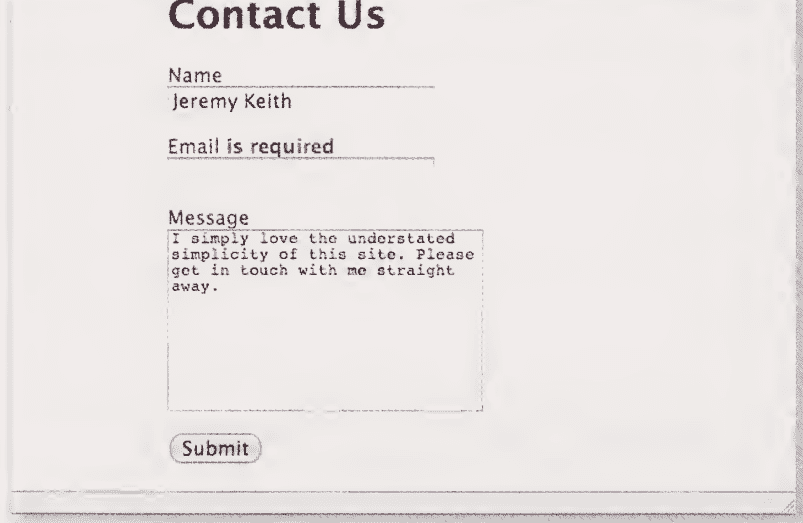 Contact Us
Name
Jeremy Keith
Email is required
Message
I simply love the understated
simplicity of this site. Please
get in touch with me straight
away.
Submit